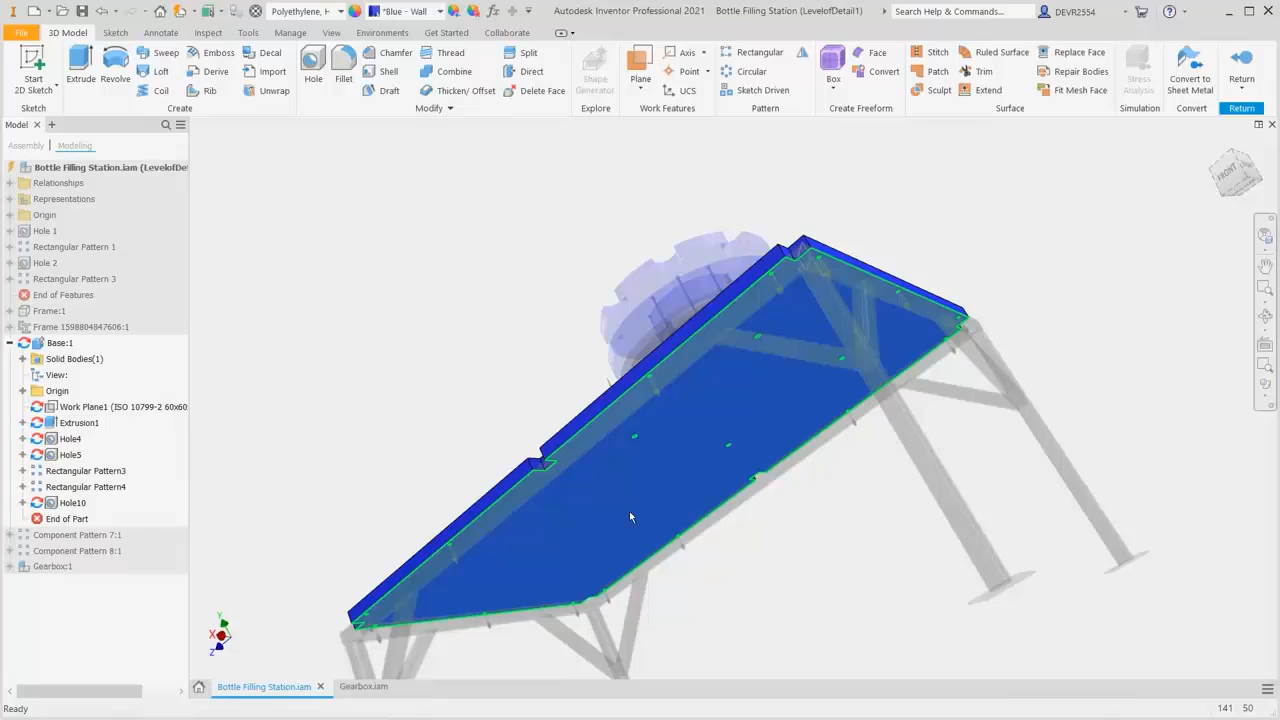 Polyethylene, H *Blue - Wall Autodesk Inventor Professional 2021 Bottle Filling Station (LevelofDetail1) Search Help & Commands... DEVR2554
File 3D Model Sketch Annotate Inspect Tools Manage View Environments Get Started Collaborate
Start
2D Sketch
Extrude
Revolve
Sweep Emboss Decal
Loft Derive Import
Coil Rib Unwrap
Hole
Fillet
Chamfer Thread Split
Shell Combine Direct
Draft Thicken/ Offset Delete Face
Shape
Generator
Plane
Axis
Point
UCS
Rectangular
Circular
Sketch Driven
Box
Face
Convert
Stitch Ruled Surface Replace Face
Patch Trim Repair Bodies
Sculpt Extend Fit Mesh Face
Stress
Analysis
Convert to
Sheet Metal
Return
Sketch Create Modify Explore Work Features Pattern Create Freeform Surface Simulation Convert Return
Model
Assembly | Modeling
Bottle Filling Station.iam (LevelofDet
Relationships
Representations
Origin
Hole 1
Rectangular Pattern 1
Hole 2
Rectangular Pattern 3
End of Features
Frame:1
Frame 1598804847606:1
Base:1
Solid Bodies(1)
View:
Origin
Work Plane1 (ISO 10799-2 60x60
Extrusion1
Hole4
Hole5
Rectangular Pattern3
Rectangular Pattern4
Hole10
End of Part
Component Pattern 7:1
Component Pattern 8:1
Gearbox:1
FRONT
Y
X
Z
Bottle Filling Station.iam Gearbox.iam
Ready 141 50